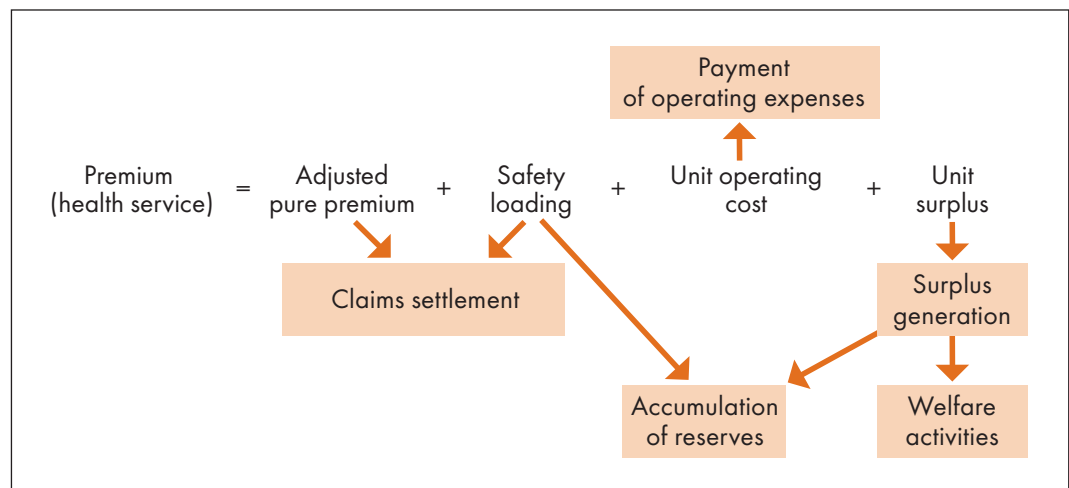 Payment
of operating expenses
Premium
(health service)
=
Adjusted
pure premium
+
Safety
loading
+
Unit operating
cost
+
Unit
surplus
Claims settlement
Surplus
generation
Accumulation
of reserves
Welfare
activities